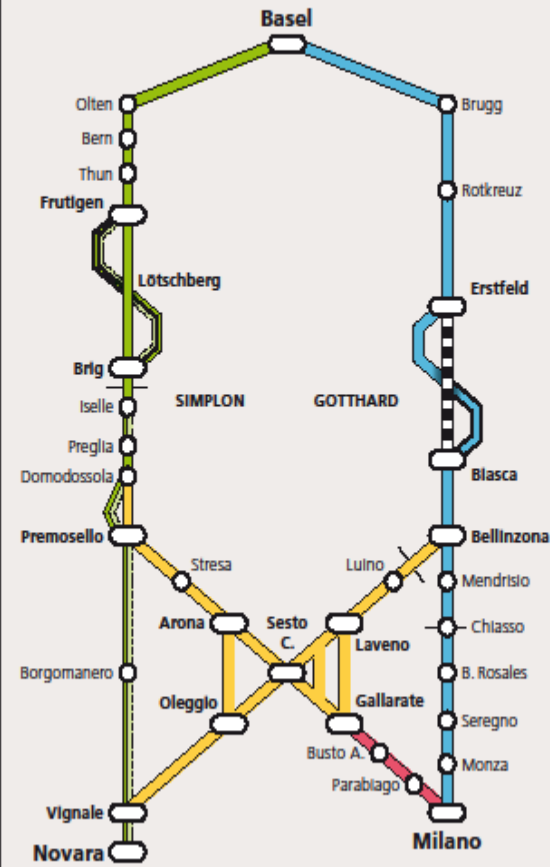 Basel
Olten
Brugg
Bern
Thun
Rotkreuz
Frutigen
Lötschberg
Erstfeld
Brig
Iselle
SIMPLON
GOTTHARD
Preglia
Domodossola
Biasca
Premosello
Bellinzona
Stresa
Luino
Mendrisio
Arona
Sesto
C.
Chiasso
Laveno
Borgomanero
B. Rosales
Oleggio
Gallarate
Seregno
Busto A.
Monza
Parabiago
Vignale
Milano
Novara